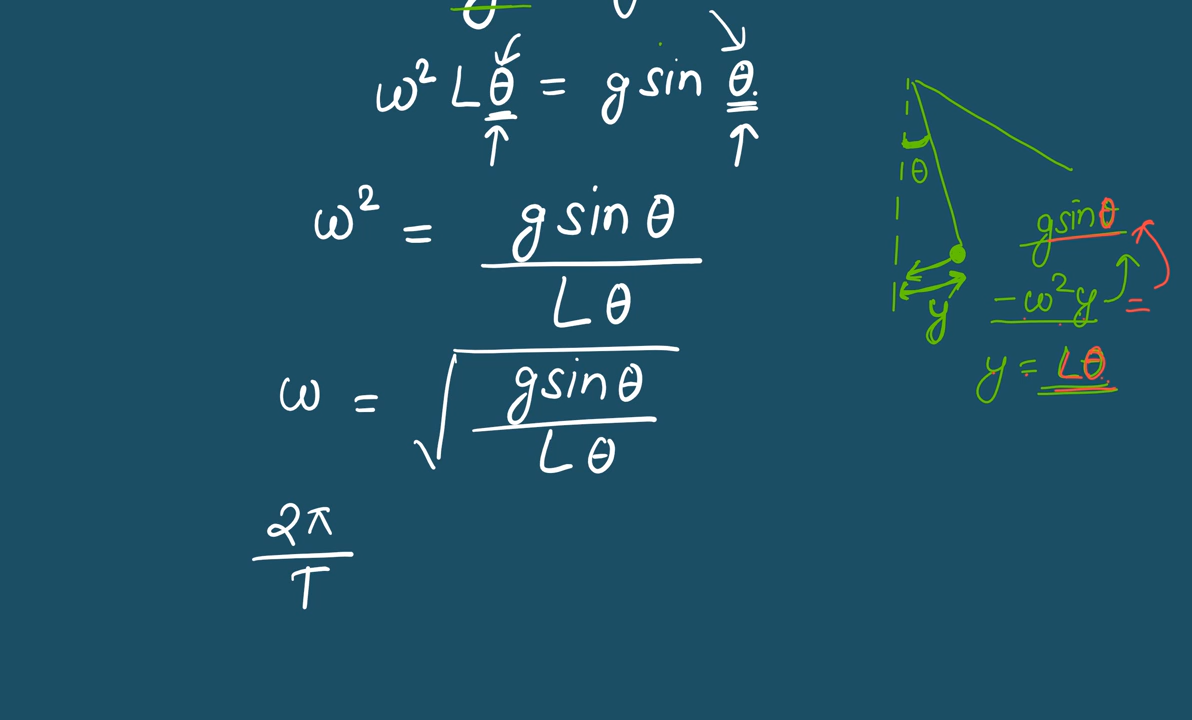 ω² Lθ = g sin θ.
ω² = g sin θ / Lθ
ω = √(g sin θ / Lθ)
2π / T
θ
y
g sin θ
-ω²y =
y = Lθ